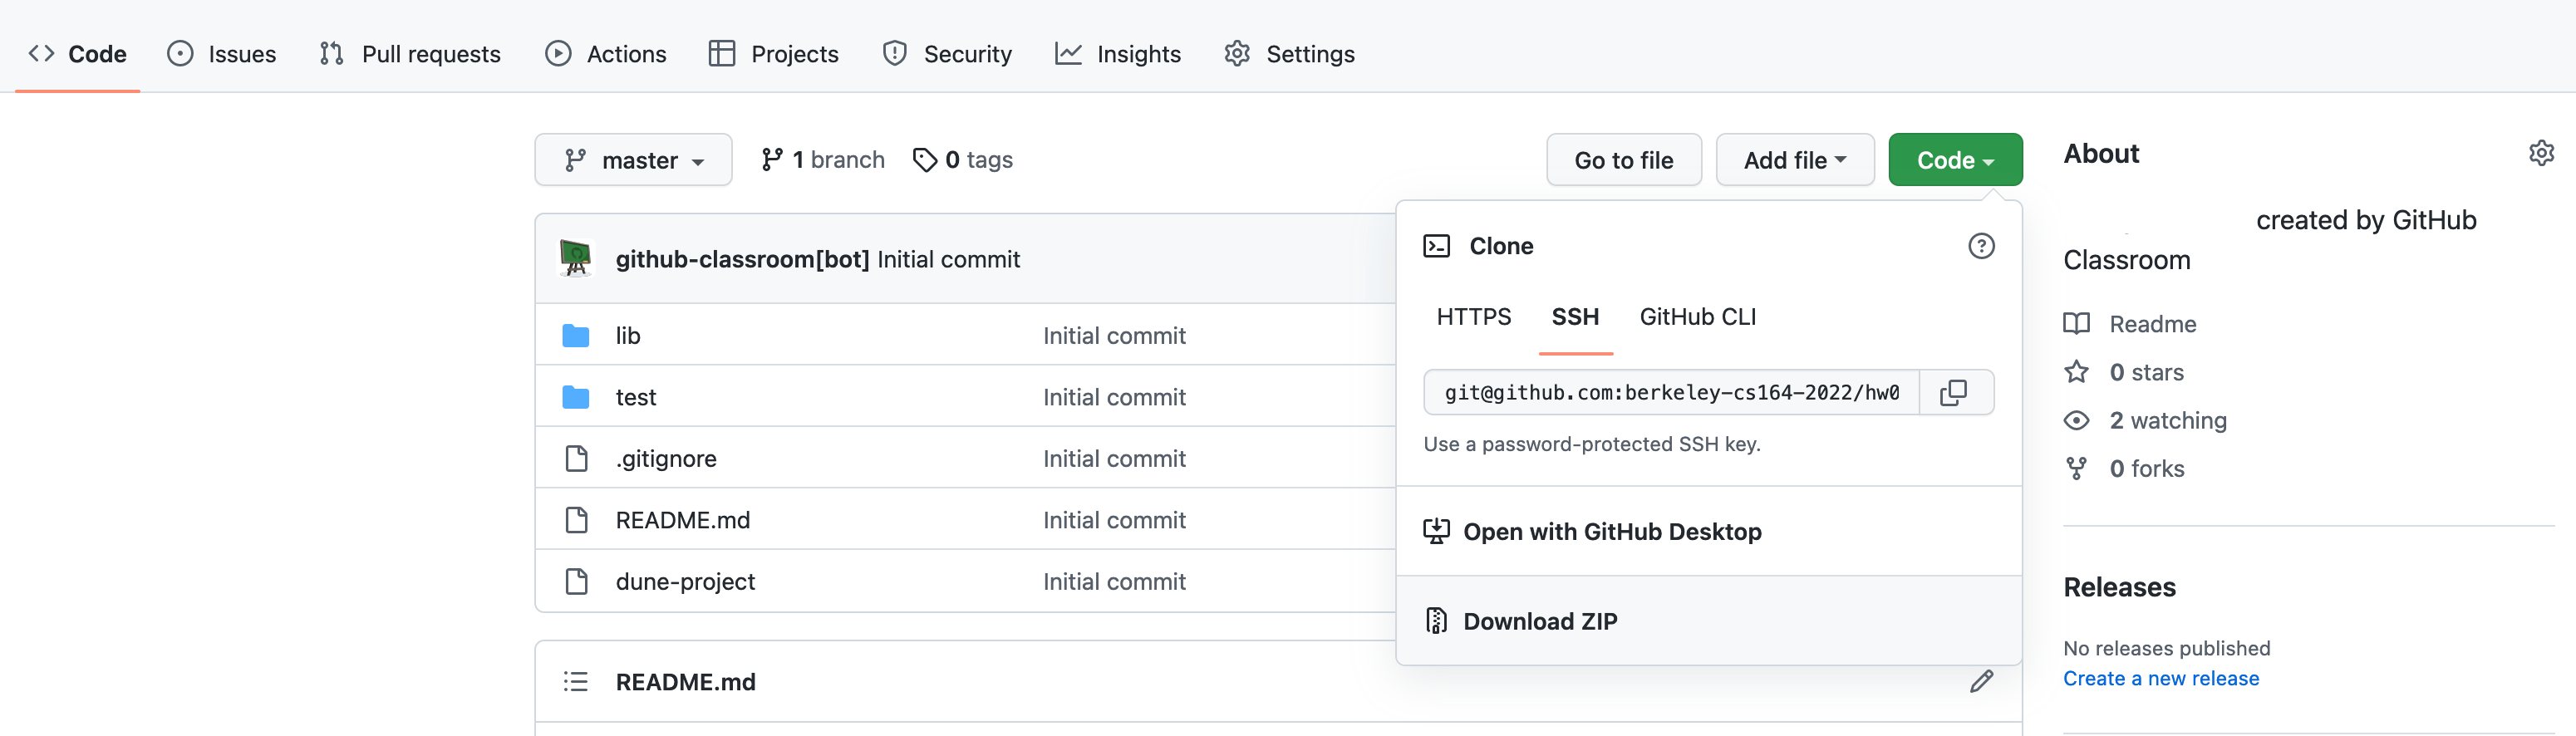 Code Issues Pull requests Actions Projects Security Insights Settings
master 1 branch 0 tags Go to file Add file Code
github-classroom[bot] Initial commit
lib Initial commit
test Initial commit
.gitignore Initial commit
README.md Initial commit
dune-project Initial commit
README.md
Clone
HTTPS SSH GitHub CLI
git@github.com:berkeley-cs164-2022/hw0
Use a password-protected SSH key.
Open with GitHub Desktop
Download ZIP
About
created by GitHub
Classroom
Readme
0 stars
2 watching
0 forks
Releases
No releases published
Create a new release